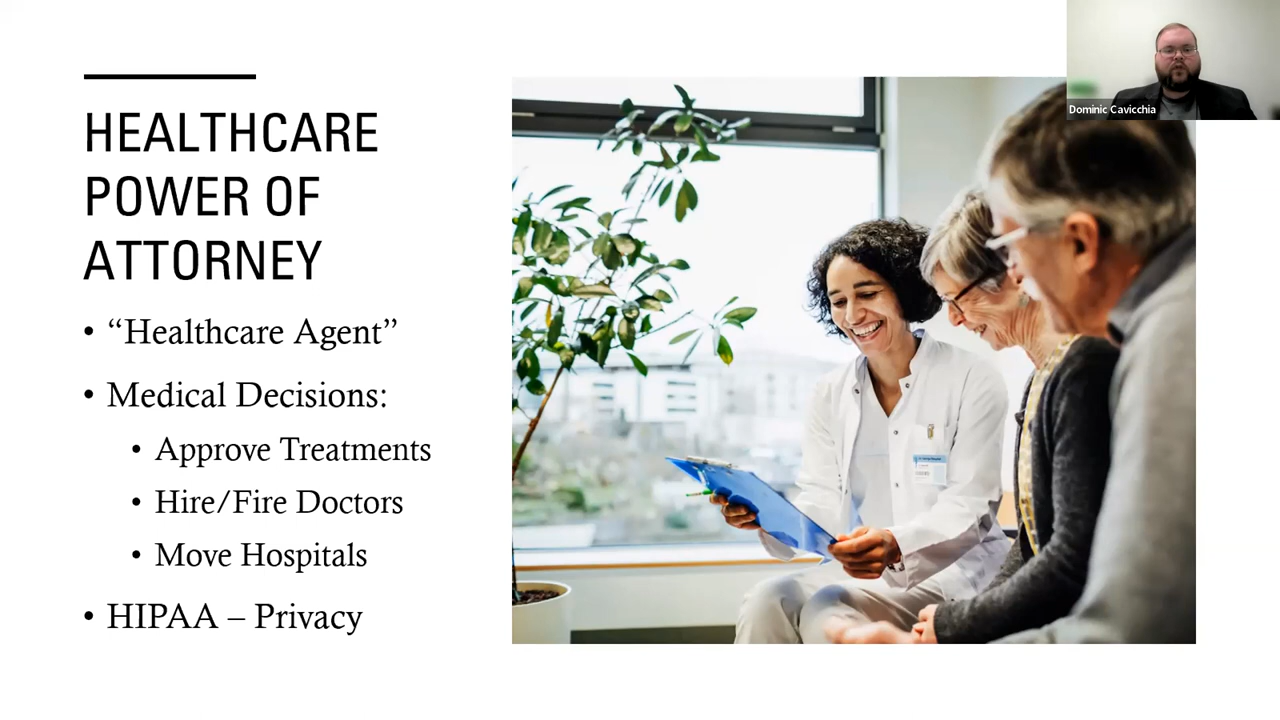 HEALTHCARE
POWER OF
ATTORNEY
• “Healthcare Agent”
• Medical Decisions:
• Approve Treatments
• Hire/Fire Doctors
• Move Hospitals
• HIPAA – Privacy
Dominic Cavicchia